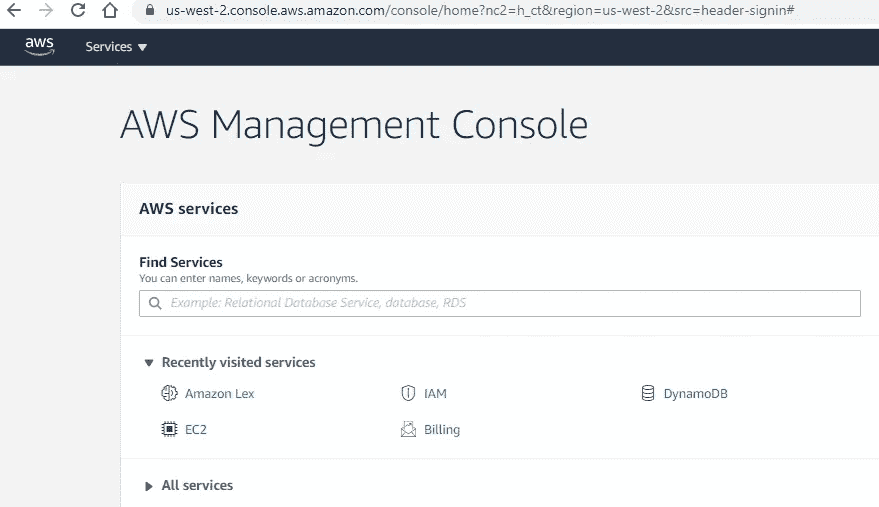 us-west-2.console.aws.amazon.com/console/home?nc2=h_ct&region=us-west-2&src=header-signin#
aws Services
AWS Management Console
AWS services
Find Services
You can enter names, keywords or acronyms.
Example: Relational Database Service, database, RDS
Recently visited services
Amazon Lex IAM DynamoDB
EC2 Billing
All services